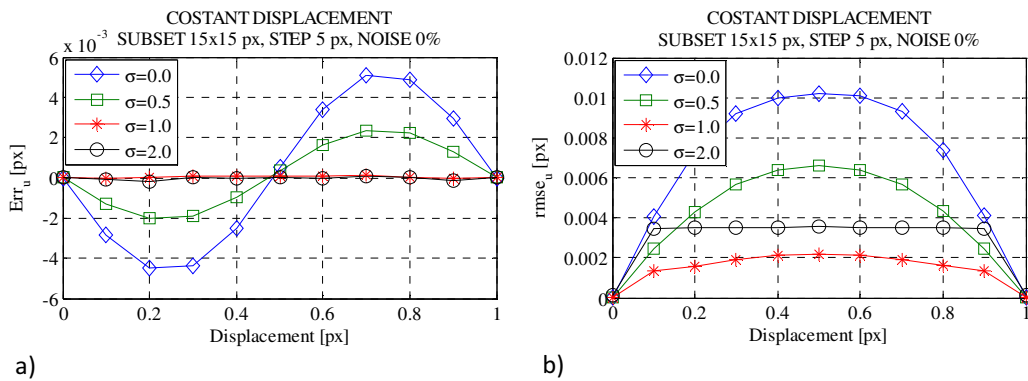 COSTANT DISPLACEMENT
SUBSET 15x15 px, STEP 5 px, NOISE 0%
x 10⁻³
6
4
2
0
-2
-4
-6
Err_u [px]
σ=0.0
σ=0.5
σ=1.0
σ=2.0
0 0.2 0.4 0.6 0.8 1
Displacement [px]
a)
COSTANT DISPLACEMENT
SUBSET 15x15 px, STEP 5 px, NOISE 0%
0.012
0.01
0.008
0.006
0.004
0.002
0
rmse_u [px]
σ=0.0
σ=0.5
σ=1.0
σ=2.0
0 0.2 0.4 0.6 0.8 1
Displacement [px]
b)